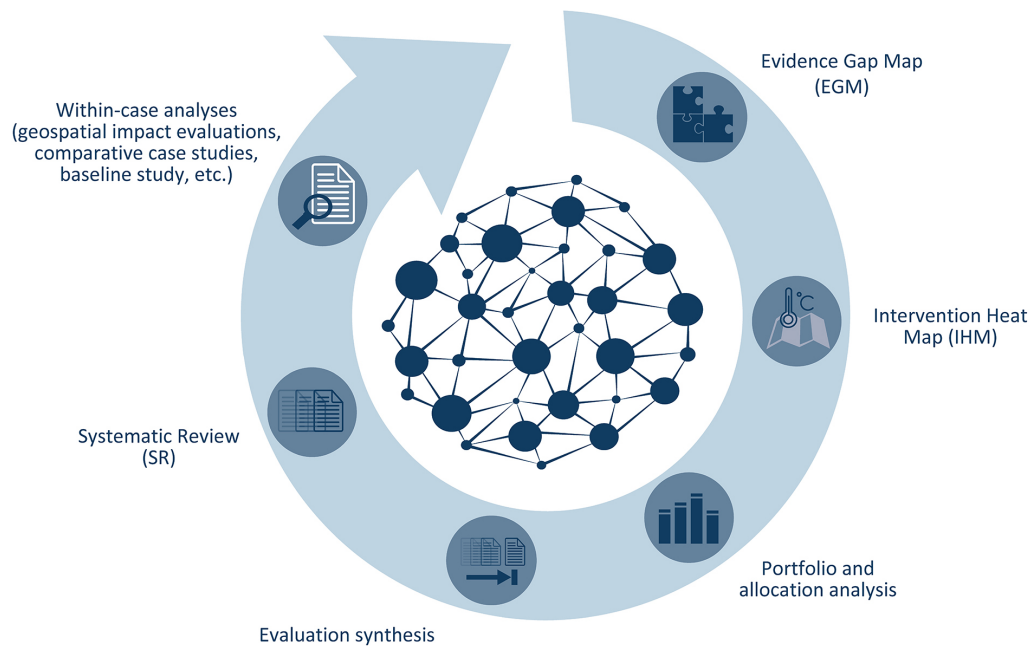 Evidence Gap Map
(EGM)
Intervention Heat
Map (IHM)
°C
Portfolio and
allocation analysis
Evaluation synthesis
Systematic Review
(SR)
Within-case analyses
(geospatial impact evaluations,
comparative case studies,
baseline study, etc.)